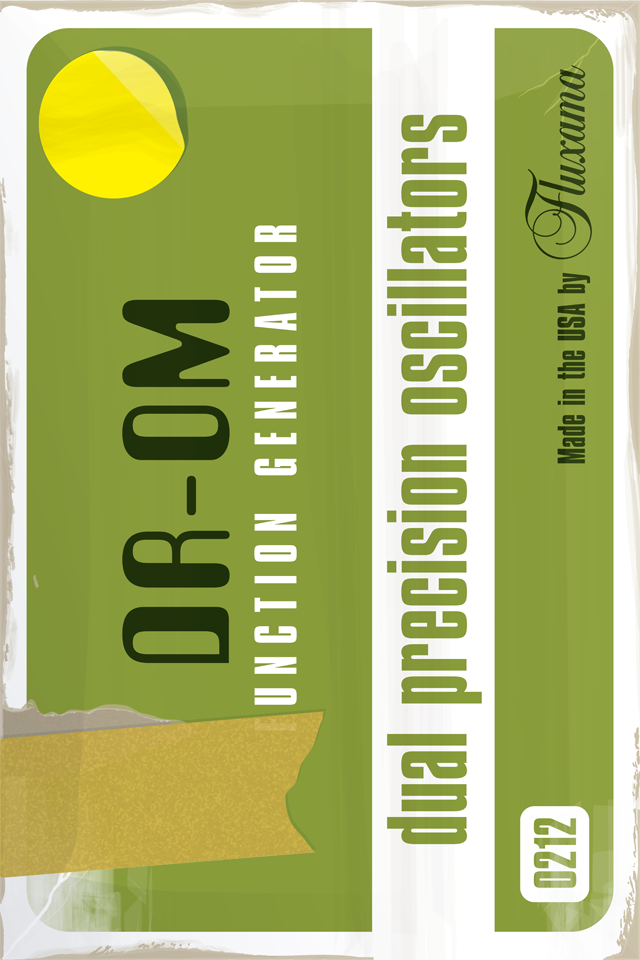 DR-OM
UNCTION GENERATOR
dual precision oscillators
0212
Made in the USA by Fluxama